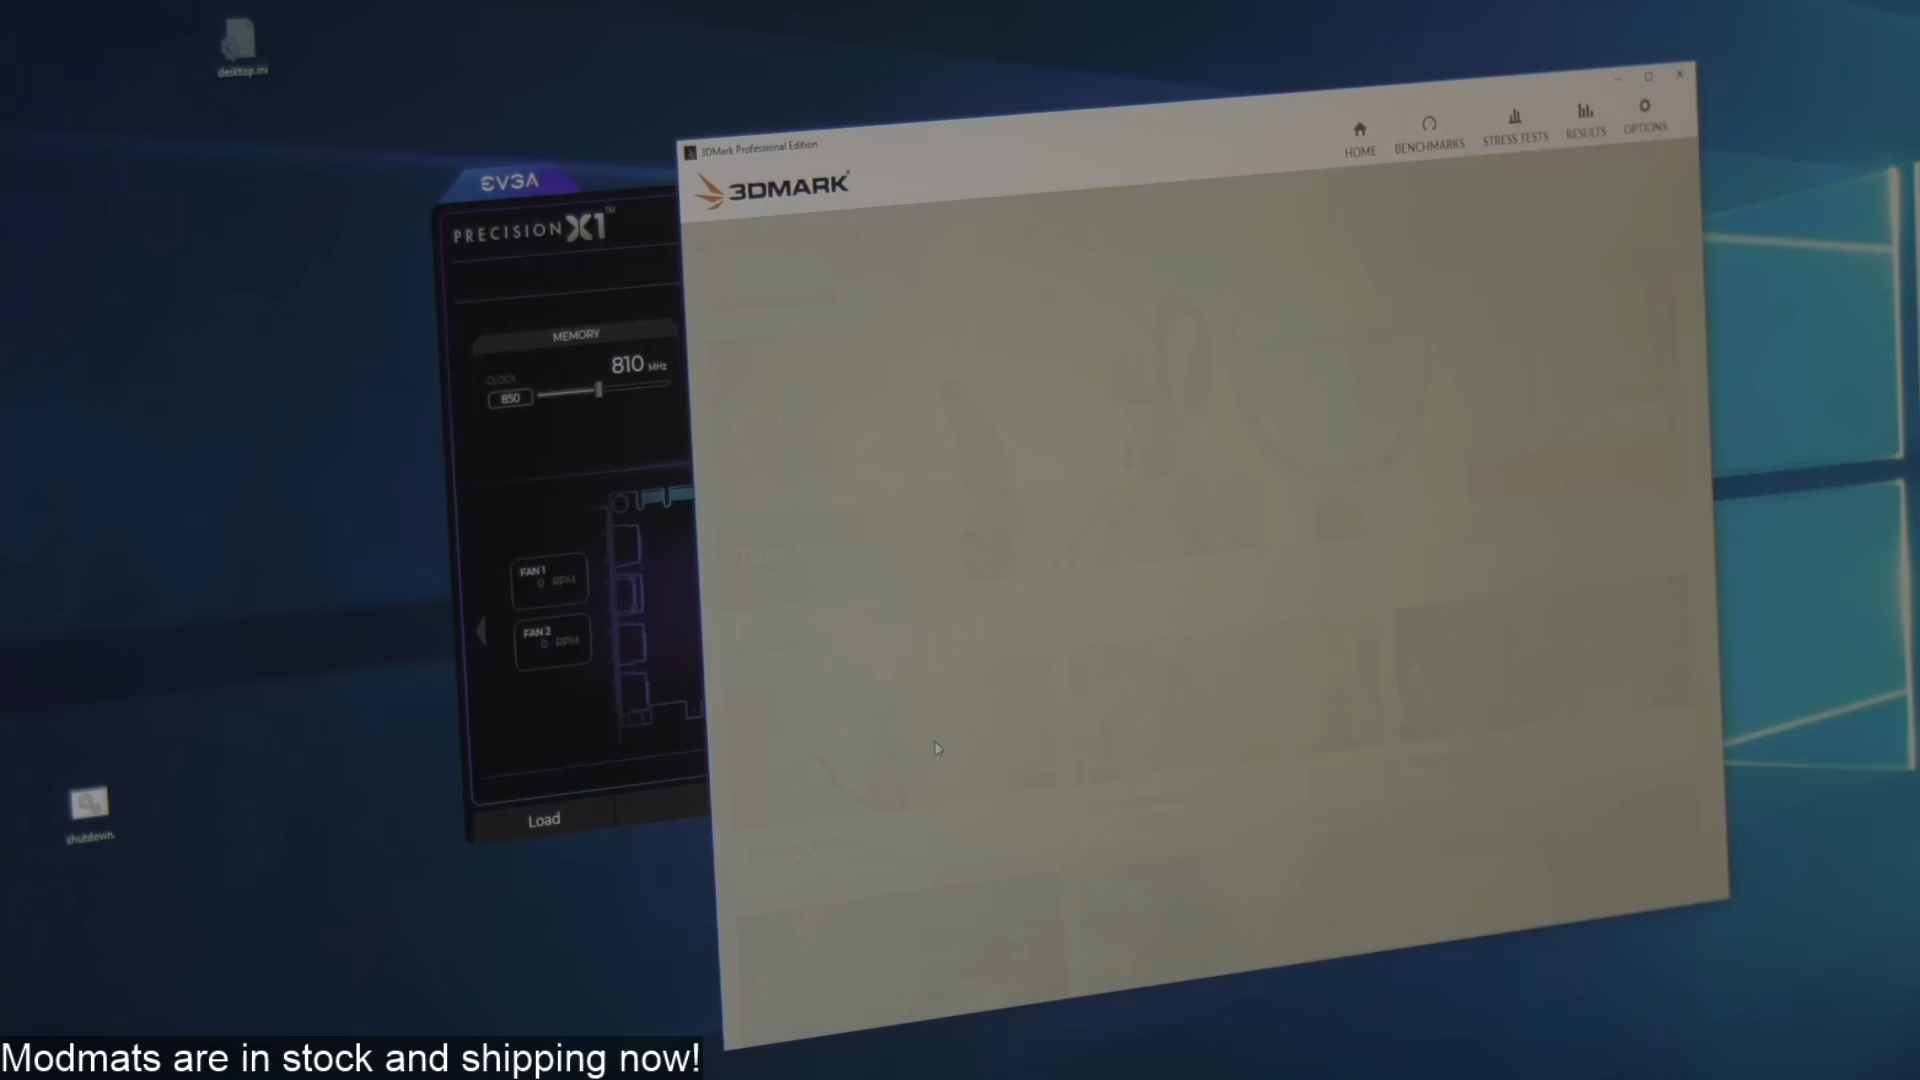 desktop.ini
3DMark Professional Edition
3DMARK
HOME
BENCHMARKS
STRESS TESTS
RESULTS
OPTIONS
EVGA
PRECISION X1™
MEMORY
810 MHz
CLOCK
850
FAN 1
0 RPM
FAN 2
0 RPM
Load
shutdown.
Modmats are in stock and shipping now!